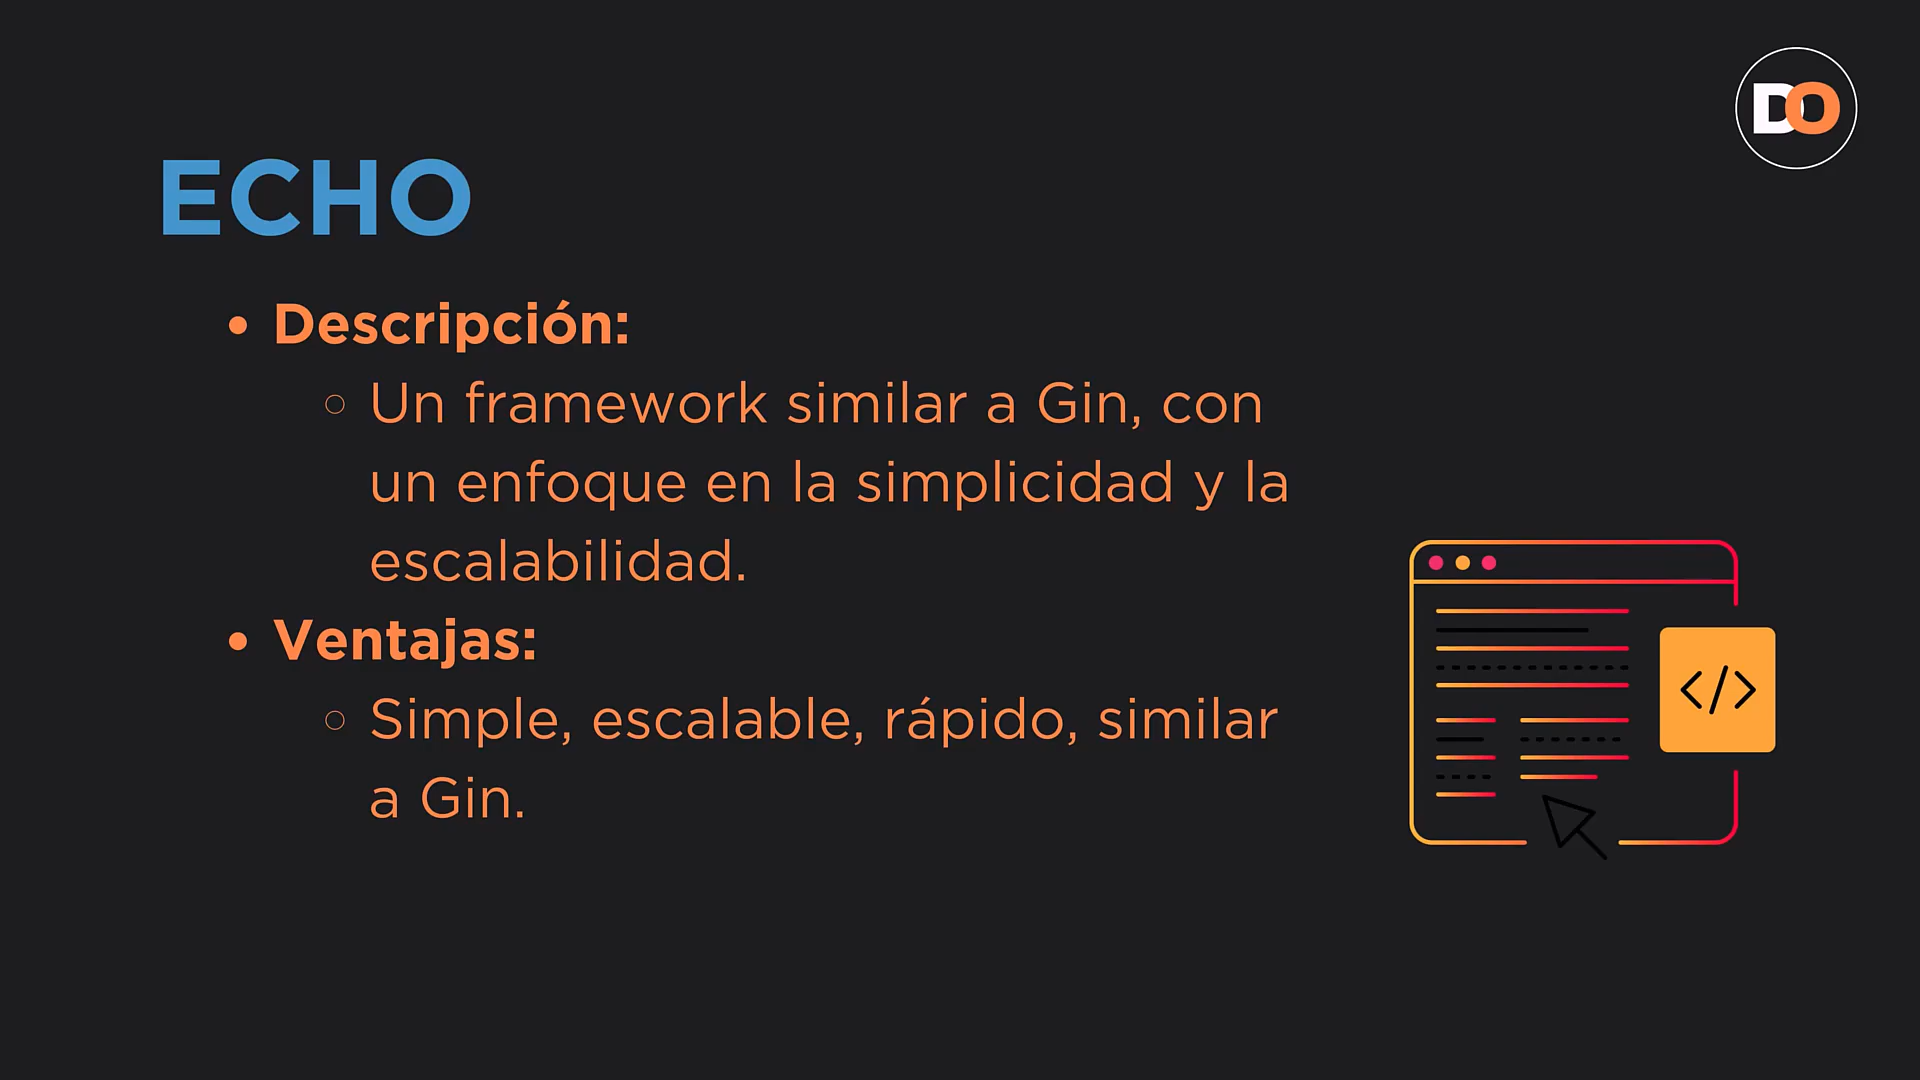 DO
ECHO
• Descripción:
○ Un framework similar a Gin, con
un enfoque en la simplicidad y la
escalabilidad.
• Ventajas:
○ Simple, escalable, rápido, similar
a Gin.
</>